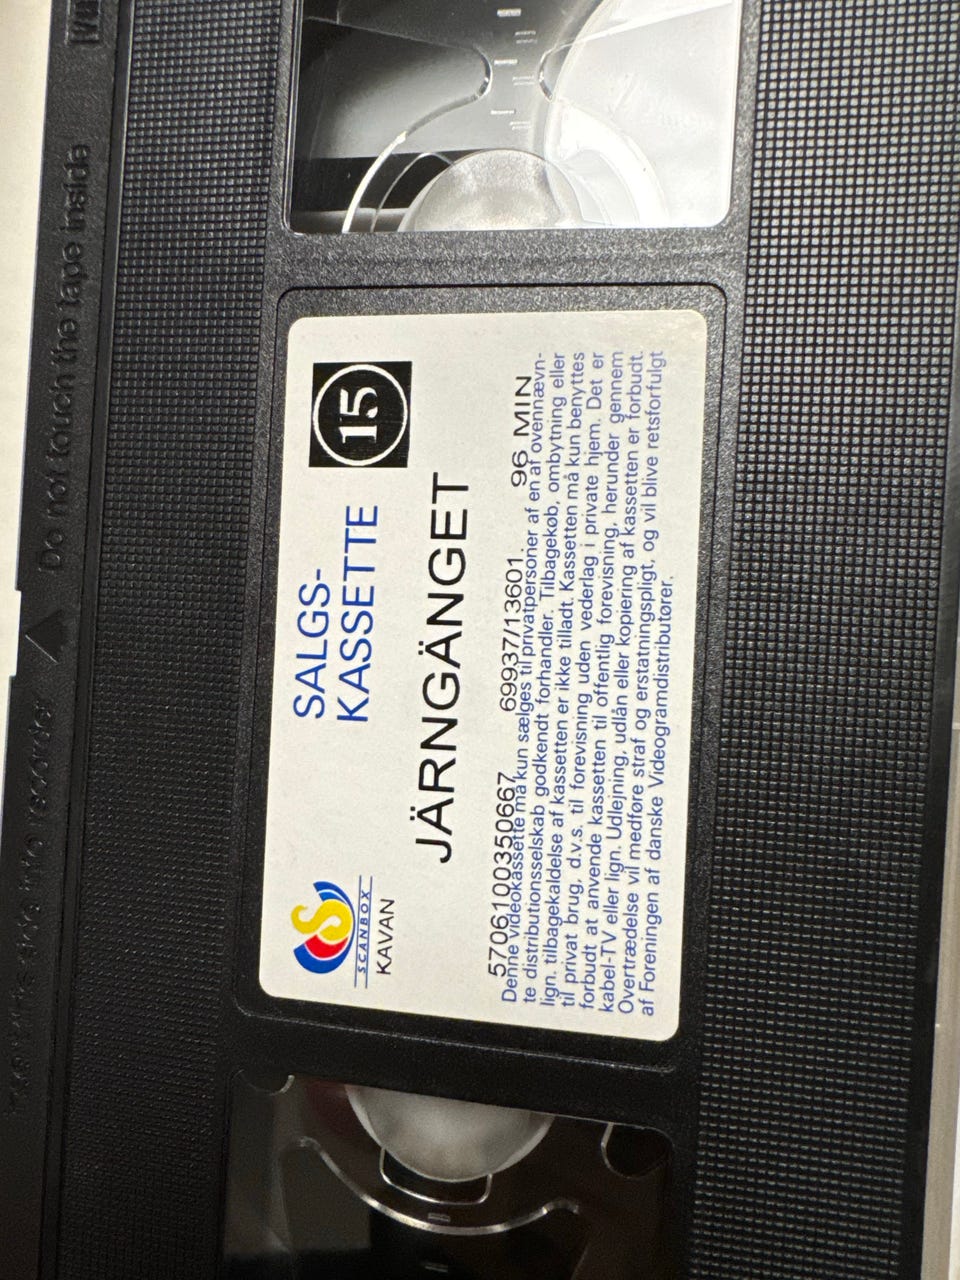 Do not touch the tape inside
SCANBOX
KAVAN
SALGS-
KASSETTE
15
JÄRNGÄNGET
5706100350667 69937/13601 96 MIN
Denne Videokassette må kun sælges til privatpersoner af en af ovennævn-
te distributionsselskab godkendt forhandler. Tilbagekøb, ombytning eller
lign. tilbagekaldelse af kassetten er ikke tilladt. Kassetten må kun benyttes
til privat brug, d.v.s. til forevisning uden vederlag i private hjem. Det er
forbudt at anvende kassetten til offentlig forevisning, herunder gennem
kabel-TV eller lign. Udlejning, udlån eller kopiering af kassetten er forbudt.
Overtrædelse vil medføre straf og erstatningspligt, og vil blive retsforfulgt
af Foreningen af danske Videogramdistributører.